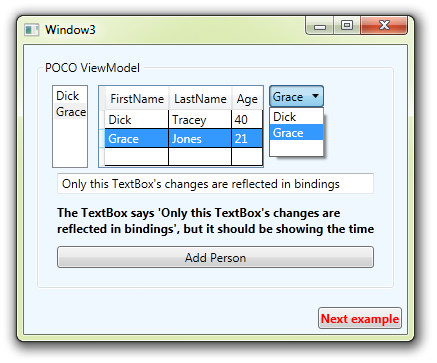 Window3
POCO ViewModel
Dick
Grace
FirstName LastName Age
Dick Tracey 40
Grace Jones 21
Grace
Dick
Grace
Only this TextBox's changes are reflected in bindings
The TextBox says 'Only this TextBox's changes are
reflected in bindings', but it should be showing the time
Add Person
Next example